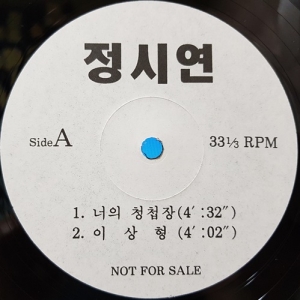 정시연
Side A 33⅓ RPM
1. 너의 청첩장(4′ :32″)
2. 이 상 형 (4′ :02″)
NOT FOR SALE